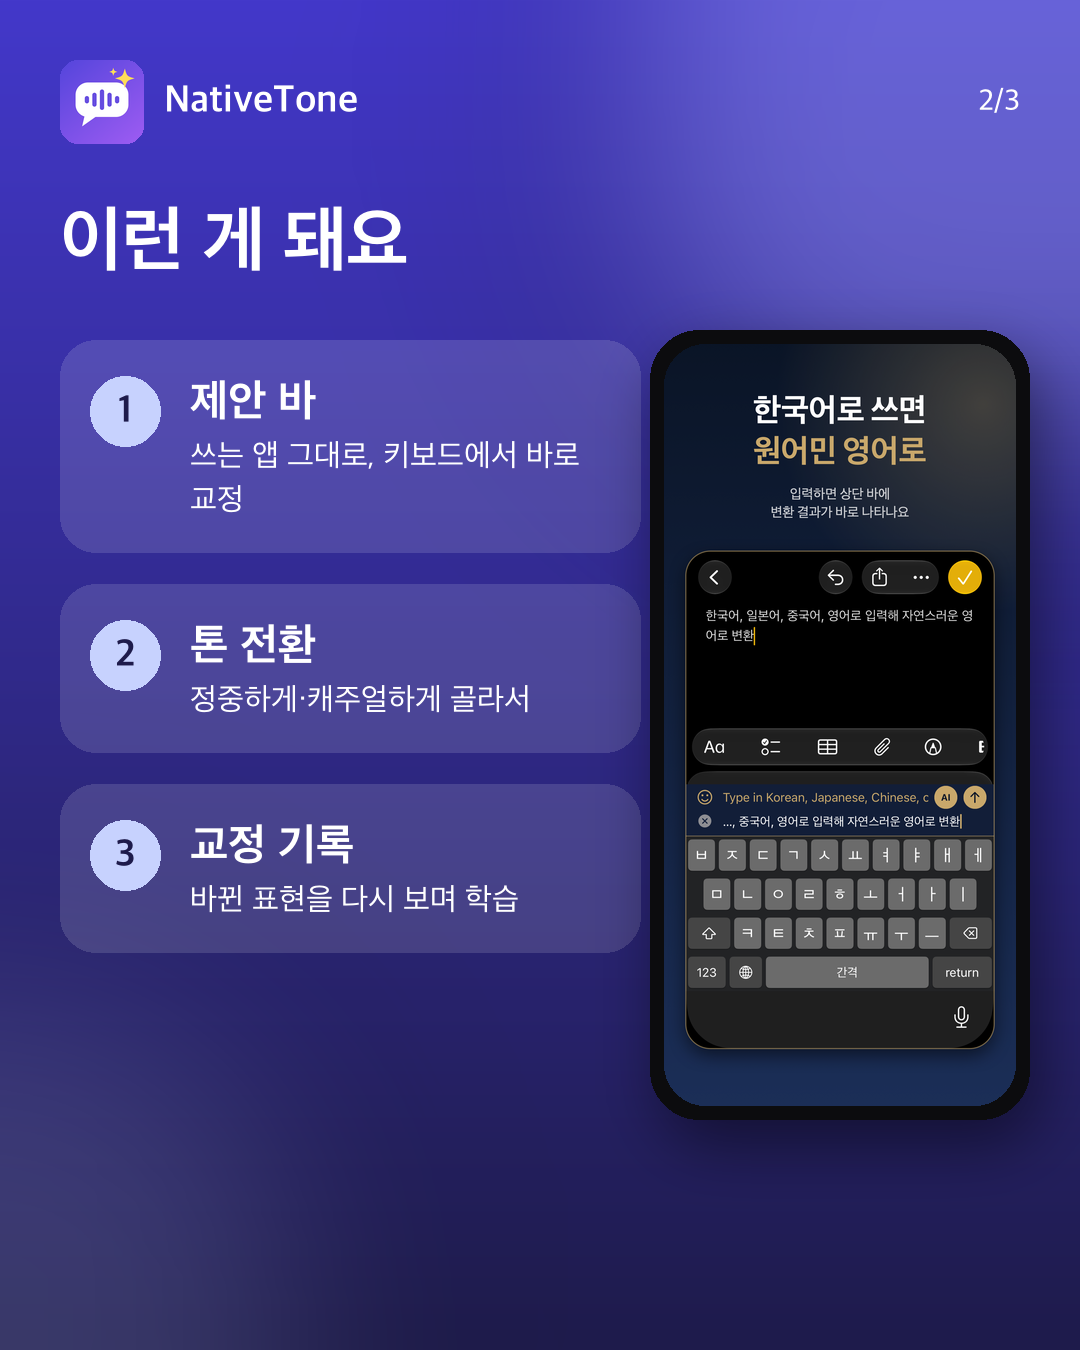 NativeTone
2/3
이런 게 돼요
1
제안 바
쓰는 앱 그대로, 키보드에서 바로
교정
2
톤 전환
정중하게·캐주얼하게 골라서
3
교정 기록
바뀐 표현을 다시 보며 학습
한국어로 쓰면
원어민 영어로
입력하면 상단 바에
변환 결과가 바로 나타나요
한국어, 일본어, 중국어, 영어로 입력해 자연스러운 영
어로 변환
Aa
Type in Korean, Japanese, Chinese, c
AI
..., 중국어, 영어로 입력해 자연스러운 영어로 변환
ㅂ ㅈ ㄷ ㄱ ㅅ ㅛ ㅕ ㅑ ㅐ ㅔ
ㅁ ㄴ ㅇ ㄹ ㅎ ㅗ ㅓ ㅏ ㅣ
ㅋ ㅌ ㅊ ㅍ ㅠ ㅜ ㅡ
123 간격 return